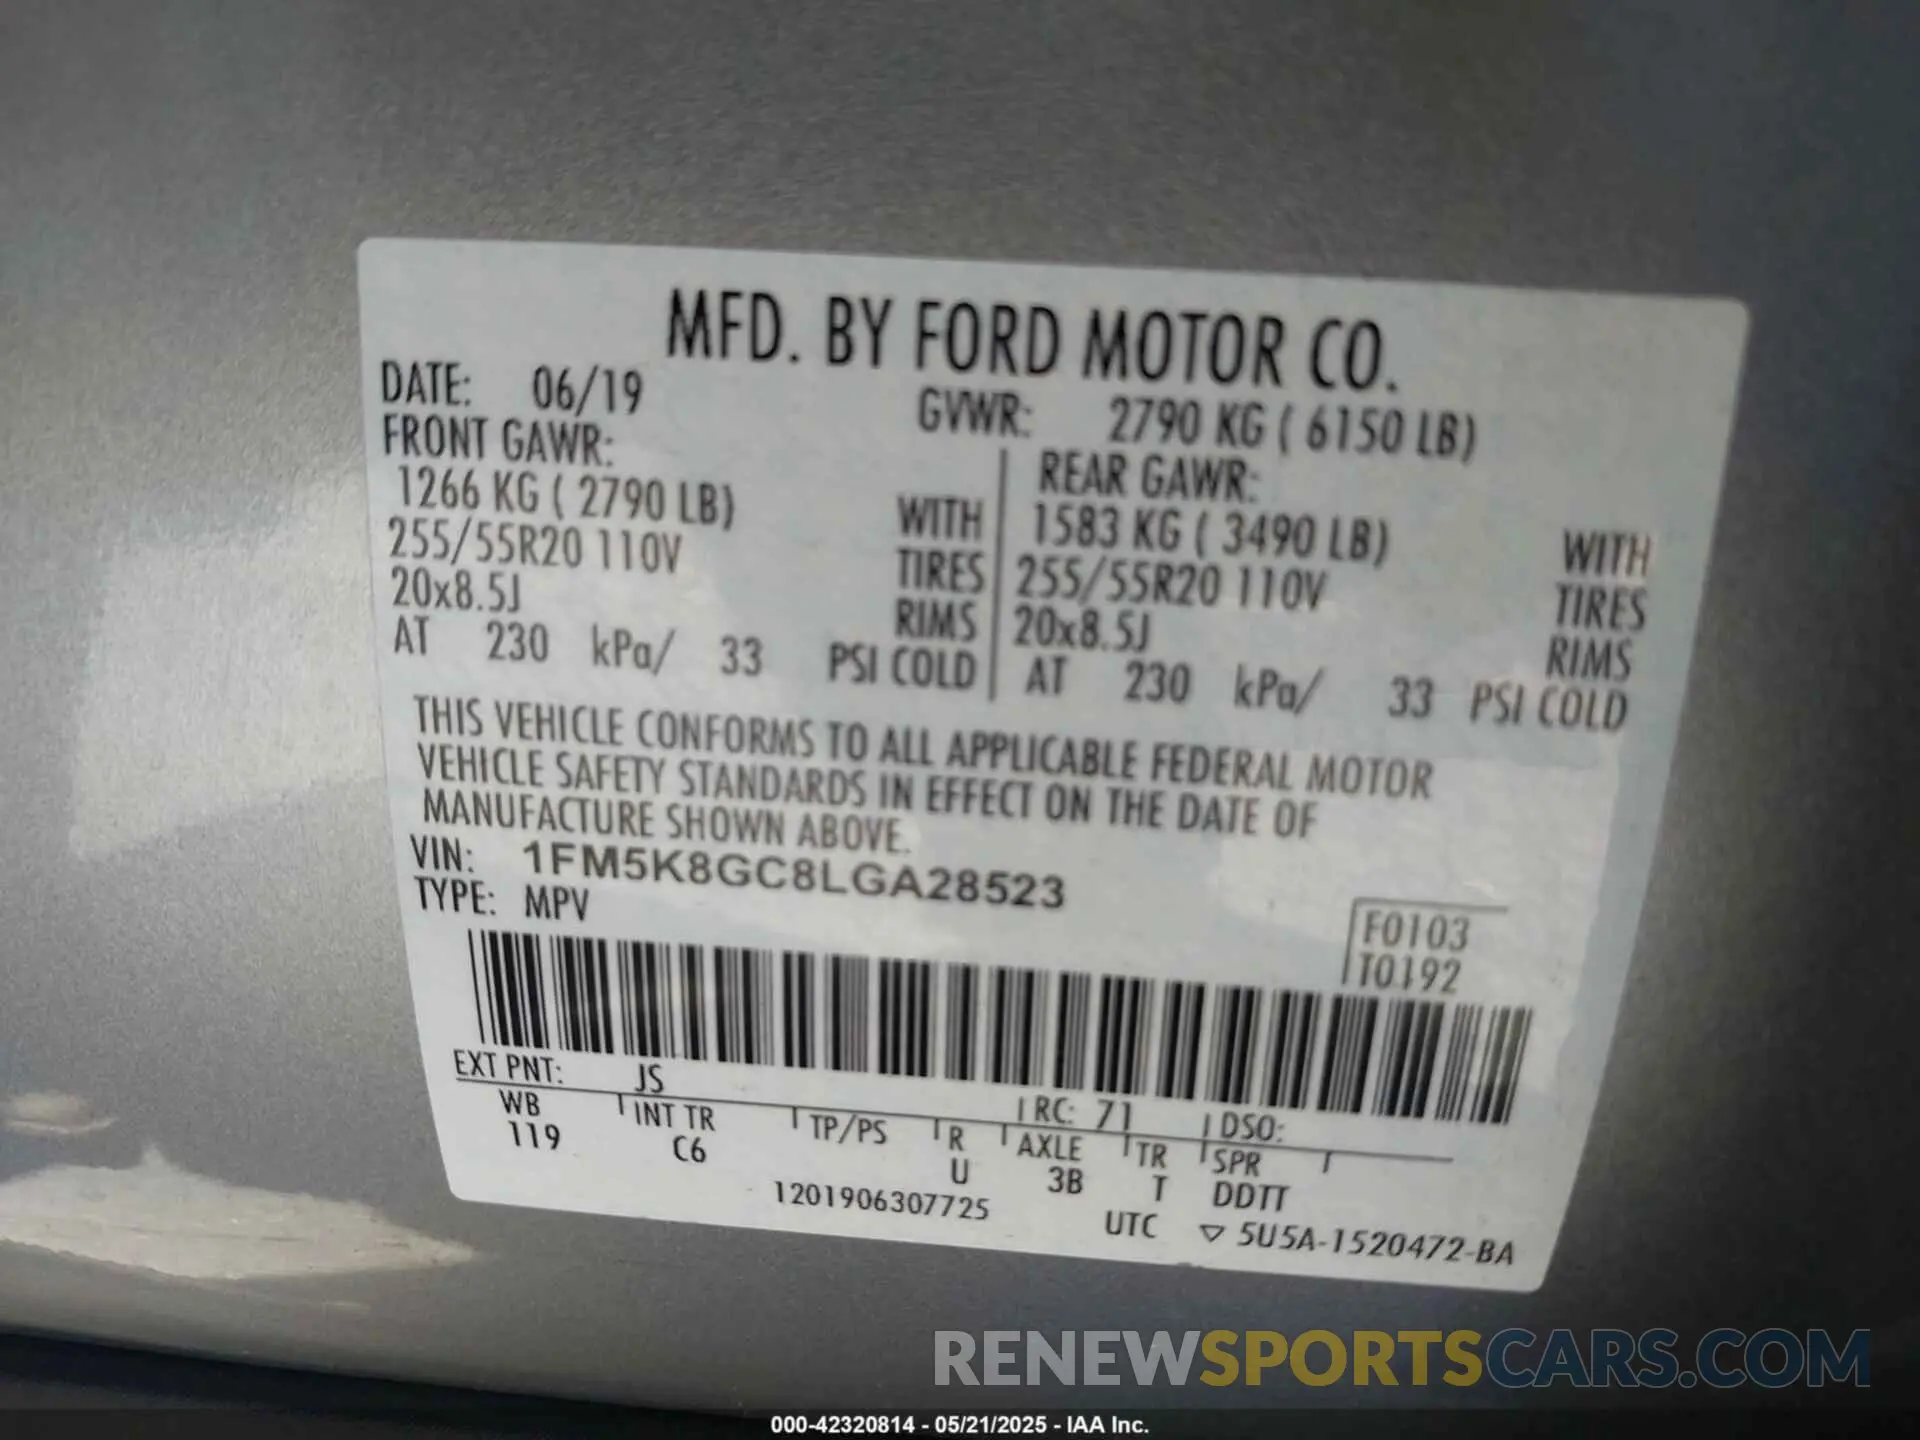 MFD. BY FORD MOTOR CO.
DATE: 06/19
GVWR: 2790 KG ( 6150 LB)
FRONT GAWR:
1266 KG ( 2790 LB) WITH
255/55R20 110V TIRES
20x8.5J RIMS
AT 230 kPa/ 33 PSI COLD
REAR GAWR:
1583 KG ( 3490 LB) WITH
255/55R20 110V TIRES
20x8.5J RIMS
AT 230 kPa/ 33 PSI COLD
THIS VEHICLE CONFORMS TO ALL APPLICABLE FEDERAL MOTOR
VEHICLE SAFETY STANDARDS IN EFFECT ON THE DATE OF
MANUFACTURE SHOWN ABOVE.
VIN: 1FM5K8GC8LGA28523
TYPE: MPV
F0103
T0192
EXT PNT: JS RC: 71 DSO:
WB INT TR TP/PS R AXLE TR SPR
119 C6 U 3B T DDTT
1201906307725
UTC ▽ 5U5A-1520472-BA
RENEWSPORTSCARS.COM
000-42320814 - 05/21/2025 - IAA Inc.